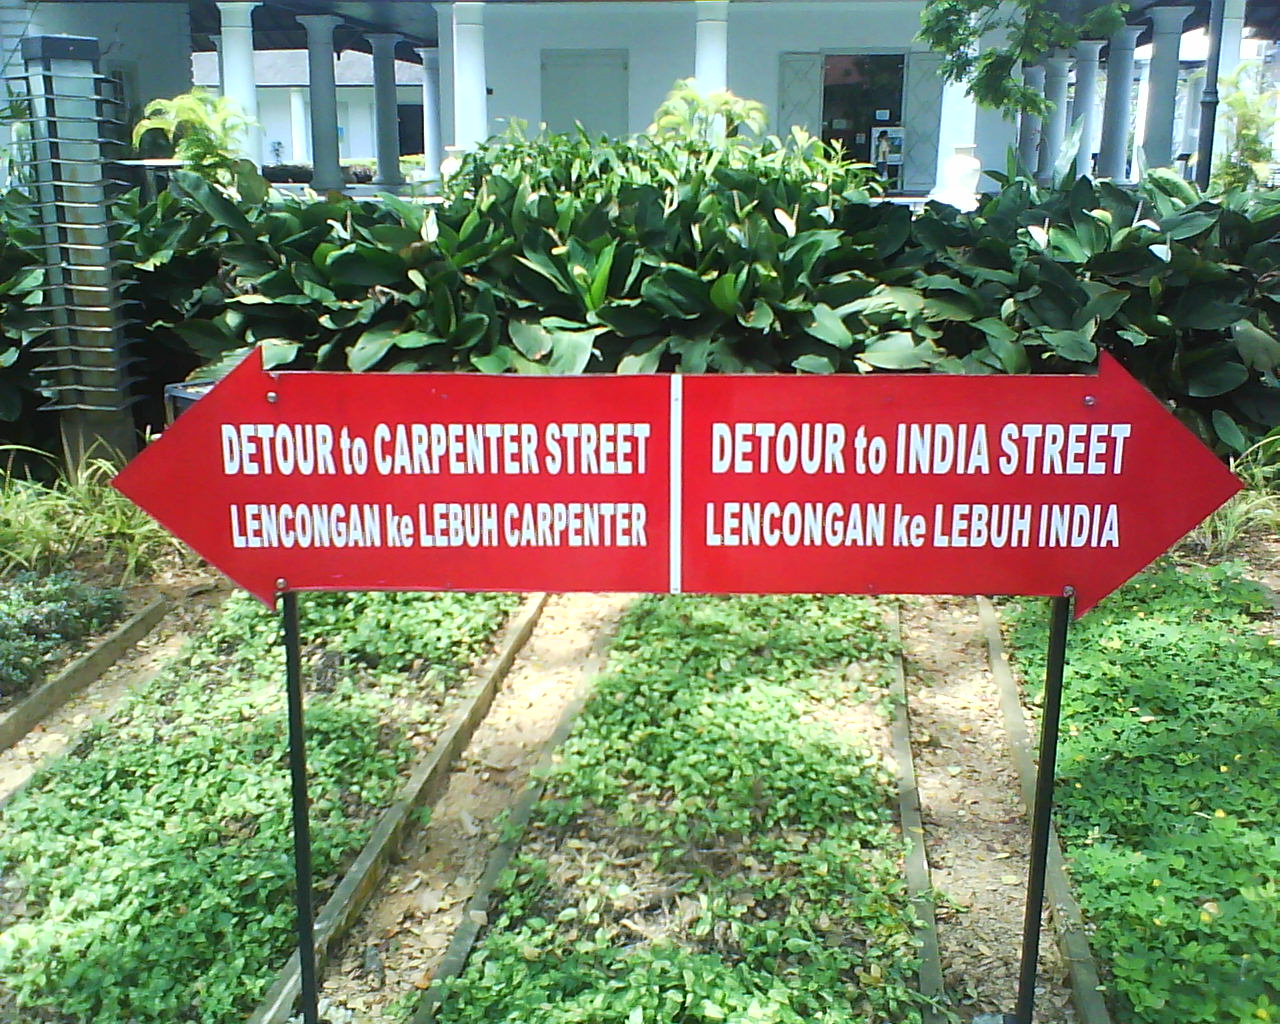 DETOUR to CARPENTER STREET
LENCONGAN ke LEBUH CARPENTER
DETOUR to INDIA STREET
LENCONGAN ke LEBUH INDIA